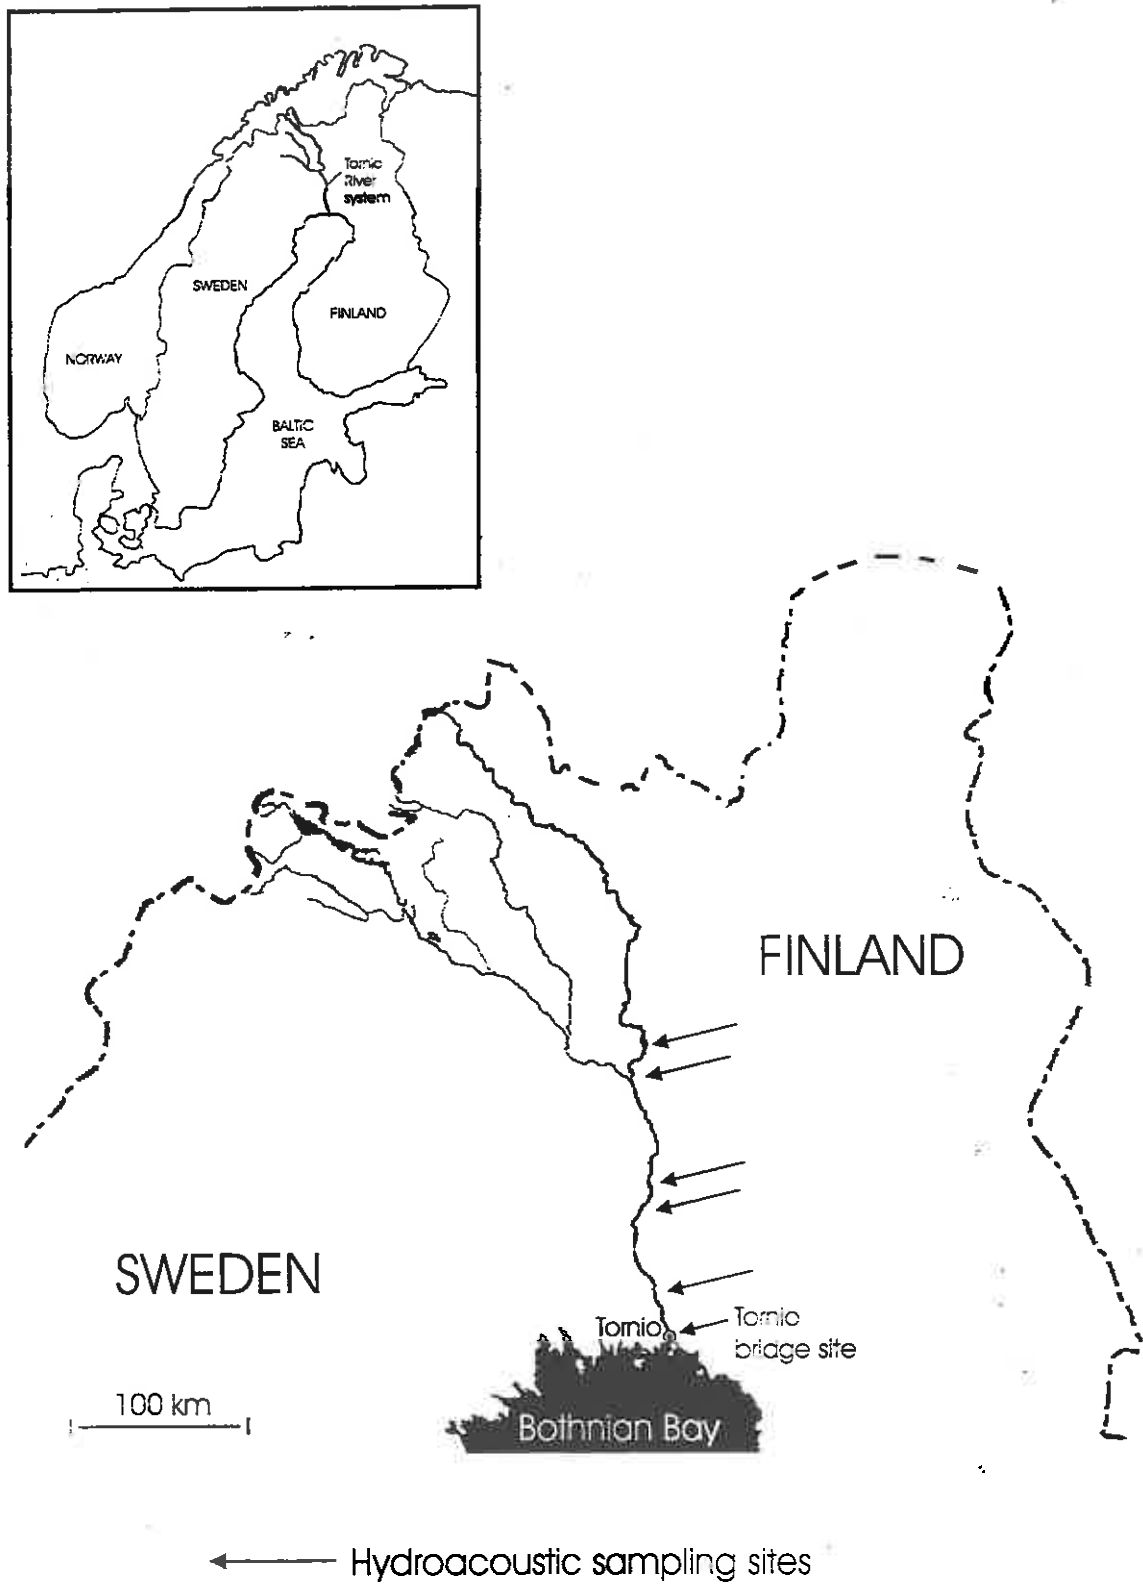 Tornio
River
system
SWEDEN
FINLAND
NORWAY
BALTIC
SEA
FINLAND
SWEDEN
Tornio
Tornio
bridge site
100 km
Bothnian Bay
Hydroacoustic sampling sites